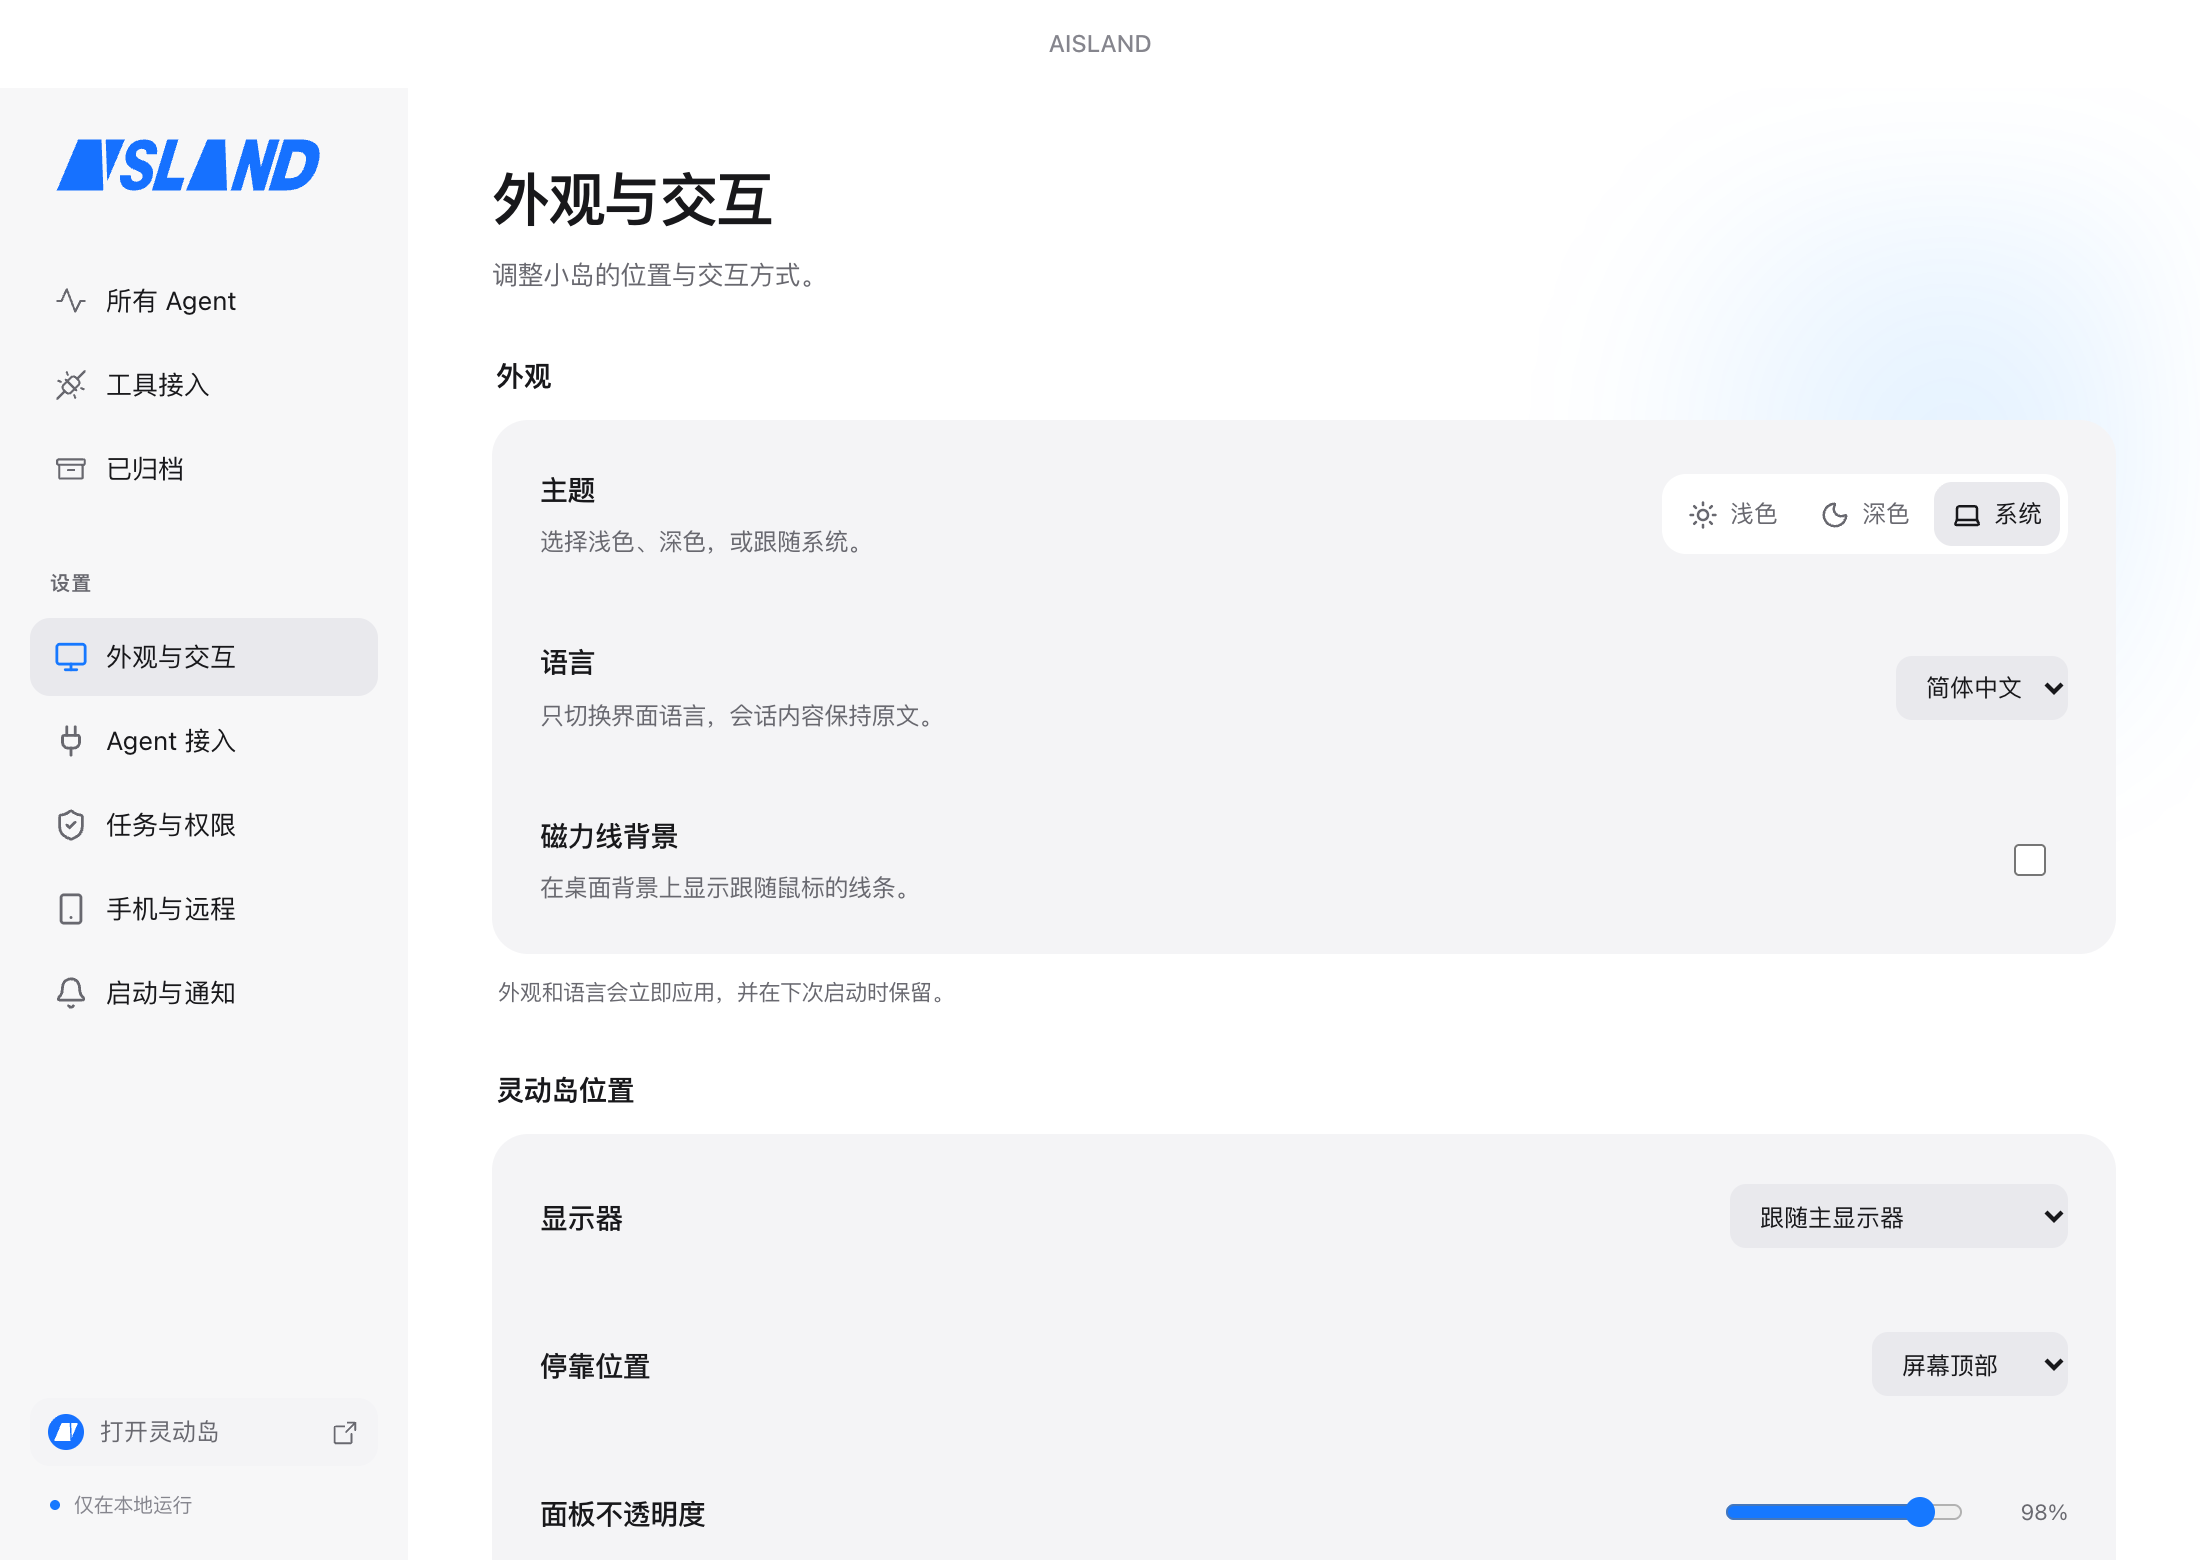 AISLAND
AISLAND
所有 Agent
工具接入
已归档
设置
外观与交互
Agent 接入
任务与权限
手机与远程
启动与通知
打开灵动岛
仅在本地运行
外观与交互
调整小岛的位置与交互方式。
外观
主题
选择浅色、深色，或跟随系统。
浅色 深色 系统
语言
只切换界面语言，会话内容保持原文。
简体中文
磁力线背景
在桌面背景上显示跟随鼠标的线条。
外观和语言会立即应用，并在下次启动时保留。
灵动岛位置
显示器
跟随主显示器
停靠位置
屏幕顶部
面板不透明度
98%